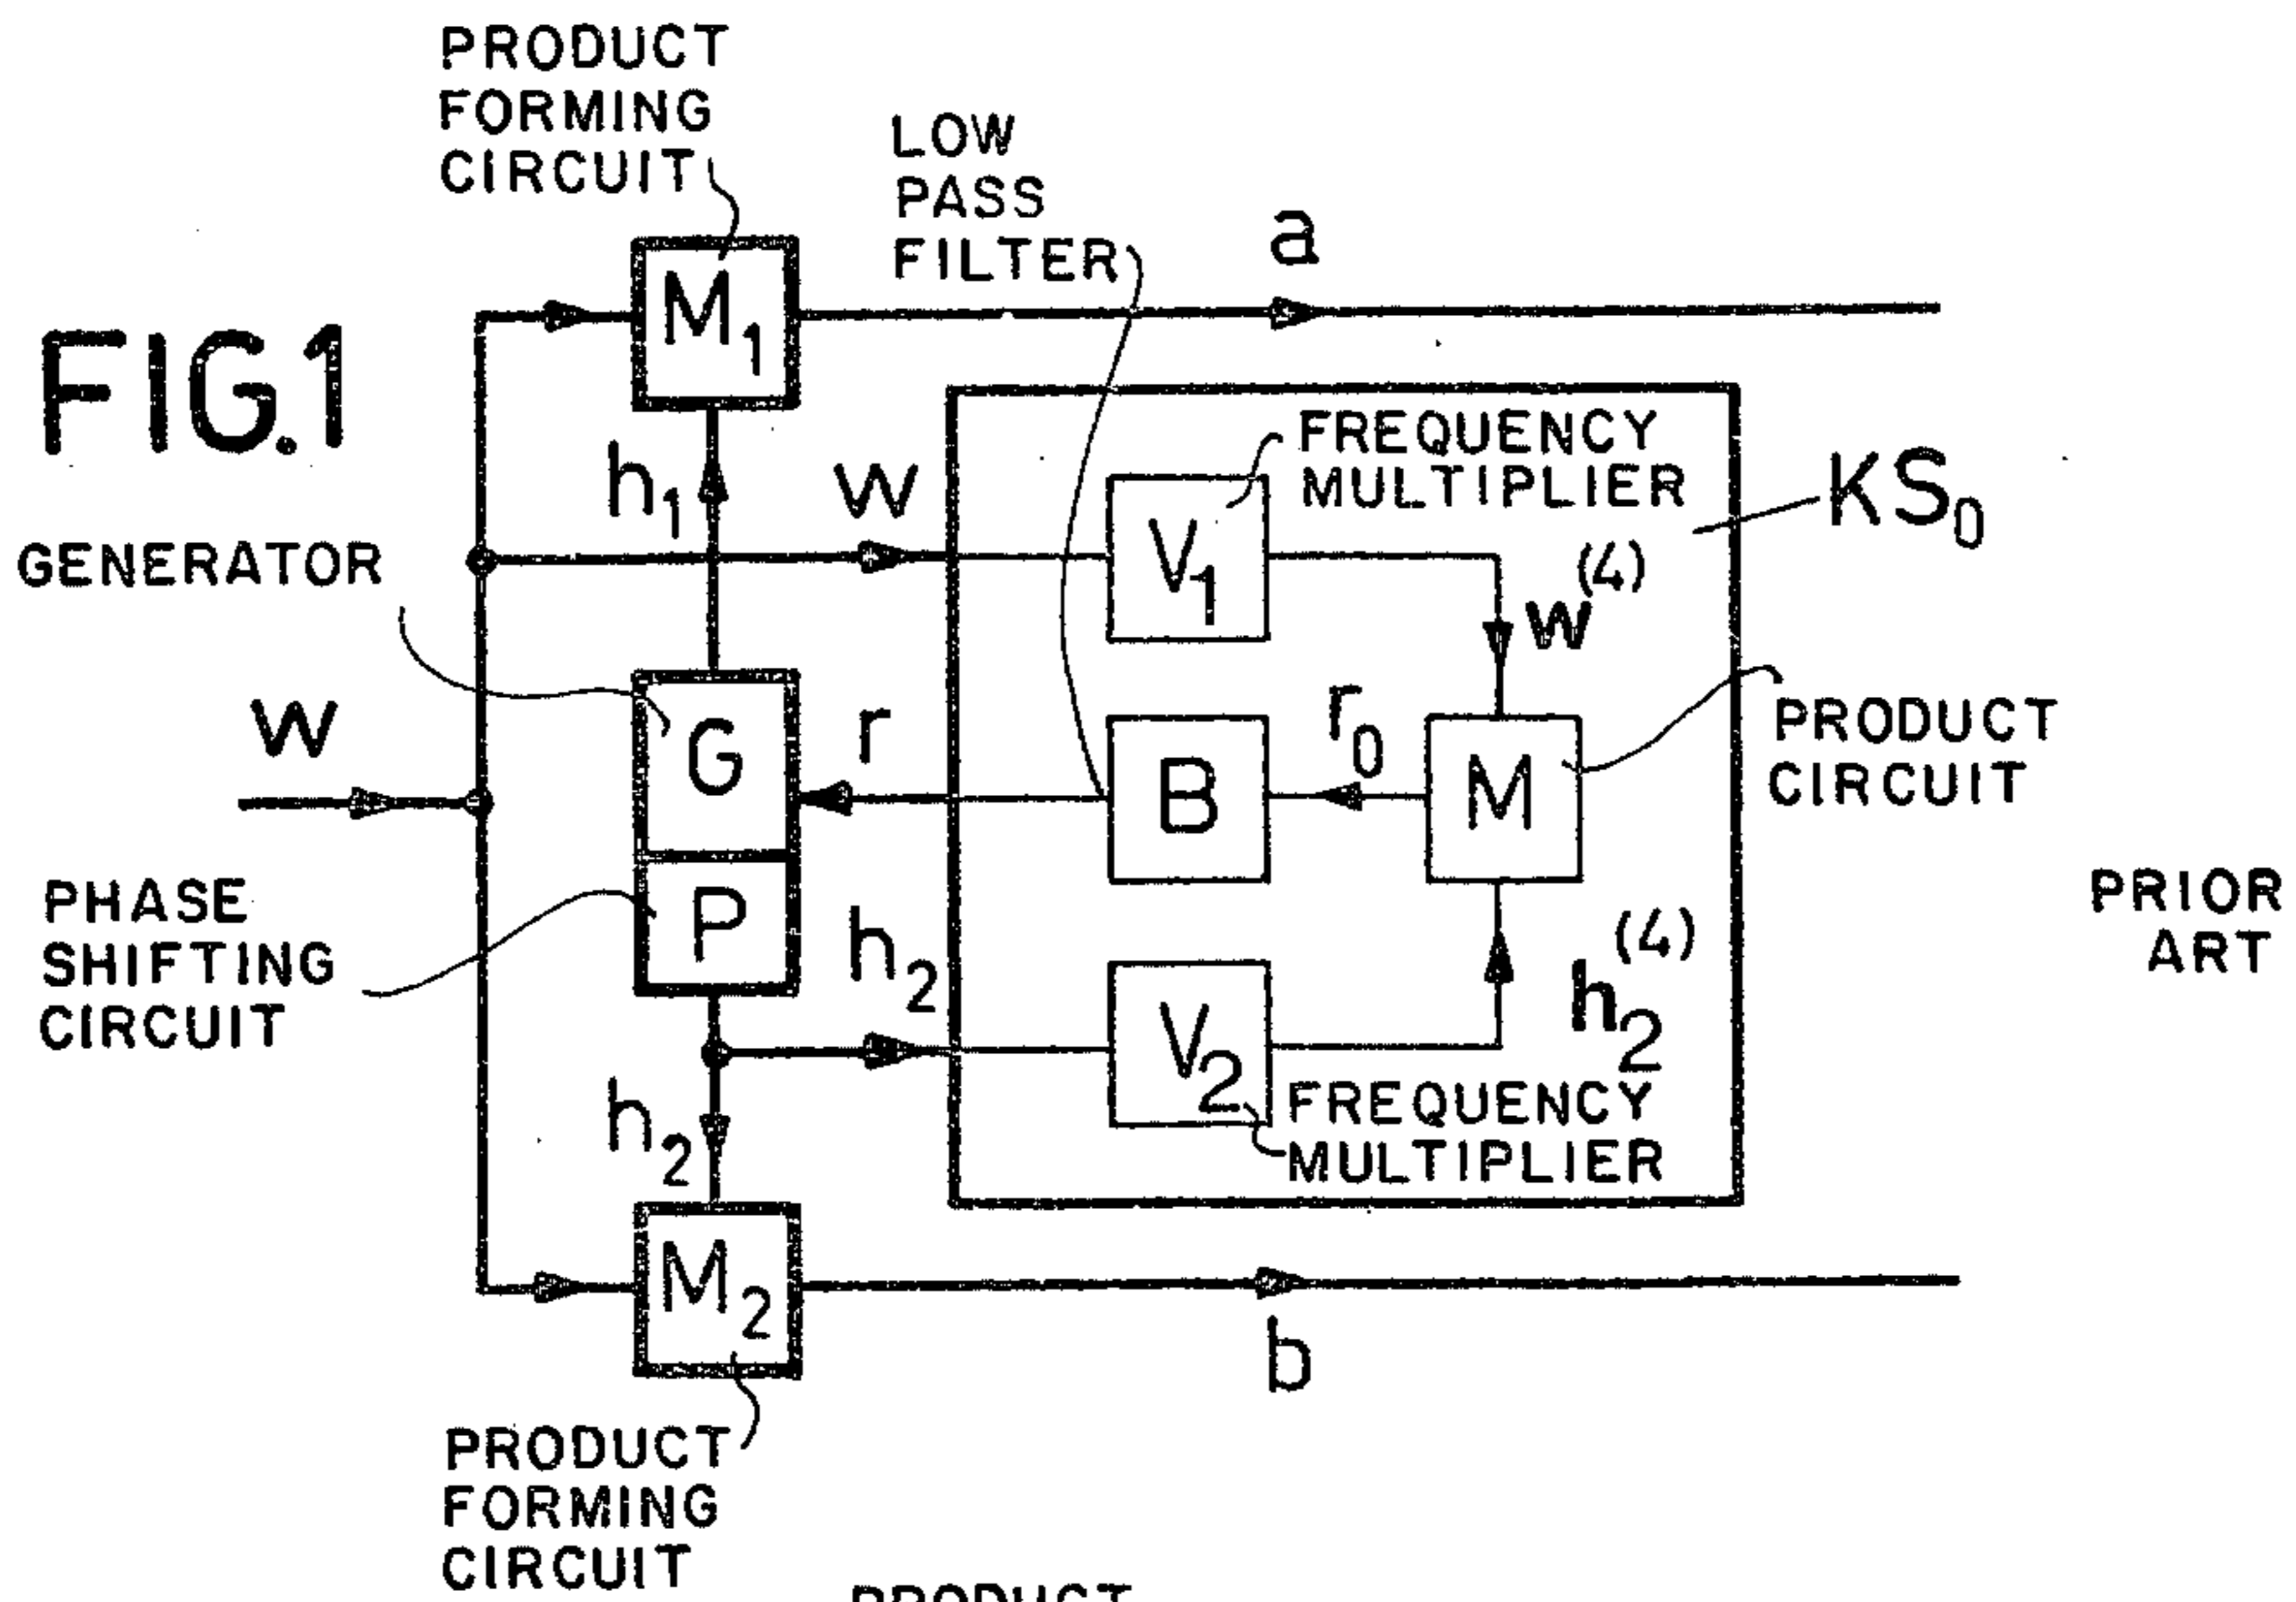 PRODUCT
FORMING
CIRCUIT
LOW
PASS
FILTER
a
FIG.1
M1
h1
w
FREQUENCY
MULTIPLIER
KS0
GENERATOR
V1
w(4)
w
G
r
B
r0
M
PRODUCT
CIRCUIT
PHASE
SHIFTING
CIRCUIT
P
h2
h2(4)
PRIOR
ART
V2
h2
FREQUENCY
MULTIPLIER
M2
b
PRODUCT
FORMING
CIRCUIT
PRODUCT